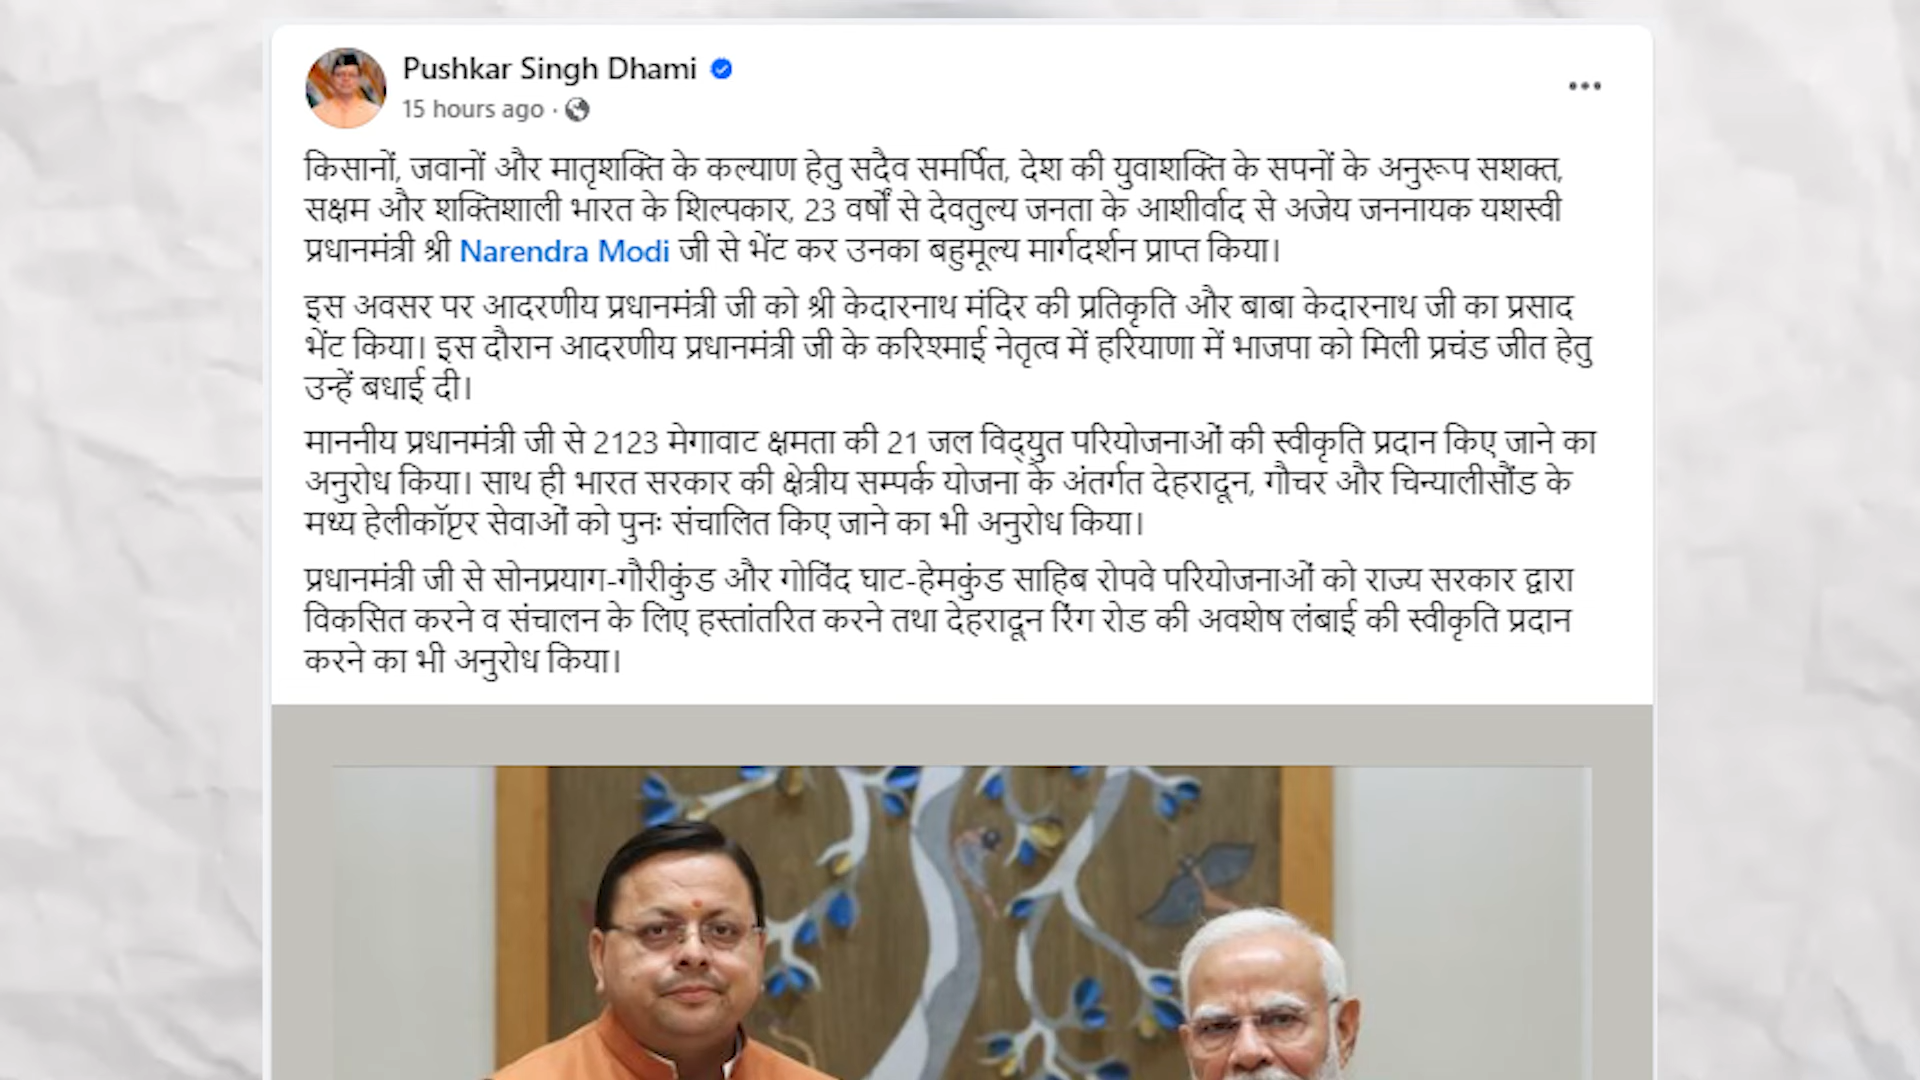 Pushkar Singh Dhami
15 hours ago ·
किसानों, जवानों और मातृशक्ति के कल्याण हेतु सदैव समर्पित, देश की युवाशक्ति के सपनों के अनुरूप सशक्त,
सक्षम और शक्तिशाली भारत के शिल्पकार, 23 वर्षों से देवतुल्य जनता के आशीर्वाद से अजेय जननायक यशस्वी
प्रधानमंत्री श्री Narendra Modi जी से भेंट कर उनका बहुमूल्य मार्गदर्शन प्राप्त किया।
इस अवसर पर आदरणीय प्रधानमंत्री जी को श्री केदारनाथ मंदिर की प्रतिकृति और बाबा केदारनाथ जी का प्रसाद
भेंट किया। इस दौरान आदरणीय प्रधानमंत्री जी के करिश्माई नेतृत्व में हरियाणा में भाजपा को मिली प्रचंड जीत हेतु
उन्हें बधाई दी।
माननीय प्रधानमंत्री जी से 2123 मेगावाट क्षमता की 21 जल विद्युत परियोजनाओं की स्वीकृति प्रदान किए जाने का
अनुरोध किया। साथ ही भारत सरकार की क्षेत्रीय सम्पर्क योजना के अंतर्गत देहरादून, गौचर और चिन्यालीसौंड के
मध्य हेलीकॉप्टर सेवाओं को पुनः संचालित किए जाने का भी अनुरोध किया।
प्रधानमंत्री जी से सोनप्रयाग-गौरीकुंड और गोविंद घाट-हेमकुंड साहिब रोपवे परियोजनाओं को राज्य सरकार द्वारा
विकसित करने व संचालन के लिए हस्तांतरित करने तथा देहरादून रिंग रोड की अवशेष लंबाई की स्वीकृति प्रदान
करने का भी अनुरोध किया।